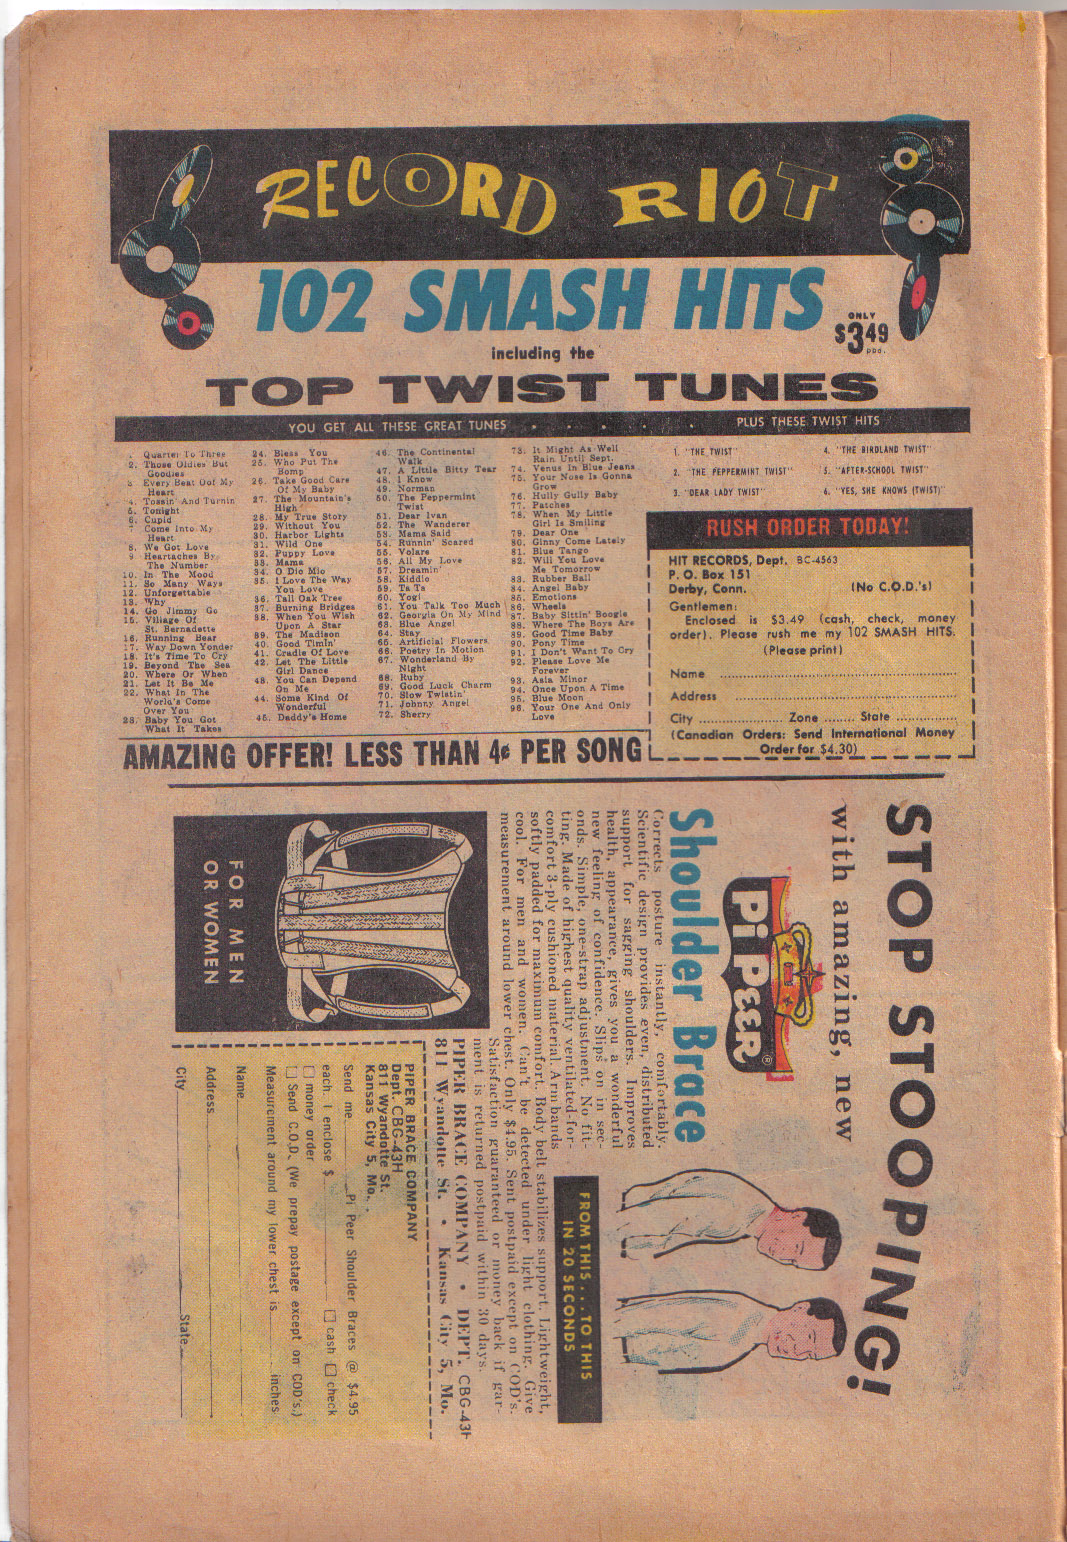 RECORD RIOT
102 SMASH HITS
ONLY
$3.49
PPD.
including the
TOP TWIST TUNES
YOU GET ALL THESE GREAT TUNES . . . . . .
PLUS THESE TWIST HITS
1. Quarter To Three
2. Those Oldies But
Goodies
3. Every Beat Oof My
Heart
4. Tossin' And Turnin
5. Tonight
6. Cupid
7. Come Into My
Heart
8. We Got Love
9. Heartaches By
The Number
10. In The Mood
11. So Many Ways
12. Unforgettable
13. Why
14. Go Jimmy Go
15. Village Of
St. Bernadette
16. Running Bear
17. Way Down Yonder
18. It's Time To Cry
19. Beyond The Sea
20. Where Or When
21. Let It Be Me
22. What In The
World's Come
Over You
23. Baby You Got
What It Takes
24. Bless You
25. Who Put The
Bomp
26. Take Good Care
Of My Baby
27. The Mountain's
High
28. My True Story
29. Without You
30. Harbor Lights
31. Wild One
32. Puppy Love
33. Mama
34. O Dio Mio
35. I Love The Way
You Love
36. Tall Oak Tree
37. Burning Bridges
38. When You Wish
Upon A Star
39. The Madison
40. Good Timin'
41. Cradle Of Love
42. Let The Little
Girl Dance
43. You Can Depend
On Me
44. Some Kind Of
Wonderful
45. Daddy's Home
46. The Continental
Walk
47. A Little Bitty Tear
48. I Know
49. Norman
50. The Peppermint
Twist
51. Dear Ivan
52. The Wanderer
53. Mama Said
54. Runnin' Scared
55. Volare
56. All My Love
57. Dreamin'
58. Kiddio
59. Ta Ta
60. Yogi
61. You Talk Too Much
62. Georgia On My Mind
63. Blue Angel
64. Stay
65. Artificial Flowers
66. Poetry In Motion
67. Wonderland By
Night
68. Ruby
69. Good Luck Charm
70. Slow Twistin'
71. Johnny Angel
72. Sherry
73. It Might As Well
Rain Until Sept.
74. Venus In Blue Jeans
75. Your Nose Is Gonna
Grow
76. Hully Gully Baby
77. Patches
78. When My Little
Girl Is Smiling
79. Dear One
80. Ginny Come Lately
81. Blue Tango
82. Will You Love
Me Tomorrow
83. Rubber Ball
84. Angel Baby
85. Emotions
86. Wheels
87. Baby Sittin' Boogie
88. Where The Boys Are
89. Good Time Baby
90. Pony Time
91. I Don't Want To Cry
92. Please Love Me
Forever
93. Asia Minor
94. Once Upon A Time
95. Blue Moon
96. Your One And Only
Love
1. "THE TWIST"
2. "THE PEPPERMINT TWIST"
3. "DEAR LADY TWIST"
4. "THE BIRDLAND TWIST"
5. "AFTER-SCHOOL TWIST"
6. "YES, SHE KNOWS (TWIST)"
RUSH ORDER TODAY!
HIT RECORDS, Dept. BC-4563
P. O. Box 151
Derby, Conn. (No C.O.D.'s)
Gentlemen:
Enclosed is $3.49 (cash, check, money
order). Please rush me my 102 SMASH HITS.
(Please print)
Name
Address
City Zone State
(Canadian Orders: Send International Money
Order for $4.30)
AMAZING OFFER! LESS THAN 4¢ PER SONG
STOP STOOPING!
with amazing, new
PiPEER®
Shoulder Brace
Corrects posture instantly, comfortably.
Scientific design provides even, distributed
support for sagging shoulders. Improves
health, appearance, gives you a wonderful
new feeling of confidence. Slips on in sec-
onds. Simple, one-strap adjustment. No fit-
ting. Made of highest quality ventilated-for-
comfort 3-ply cushioned material. Arm bands
softly padded for maximum comfort. Body belt stabilizes support. Lightweight,
cool. For men and women. Can't be detected under light clothing. Give
measurement around lower chest. Only $4.95. Sent postpaid except on COD's.
Satisfaction guaranteed or money back if gar-
ment is returned postpaid within 30 days.
PIPER BRACE COMPANY • DEPT. CBG-43H
811 Wyandotte St. • Kansas City 5, Mo.
FROM THIS . . . TO THIS
IN 20 SECONDS
FOR MEN
OR WOMEN
PIPER BRACE COMPANY
Dept. CBG-43H
811 Wyandotte St.
Kansas City 5, Mo.
Send me Pi Peer Shoulder Braces @ $4.95
each. I enclose $ cash check
money order
Send C.O.D. (We prepay postage except on COD's.)
Measurement around my lower chest is inches
Name
Address
City State